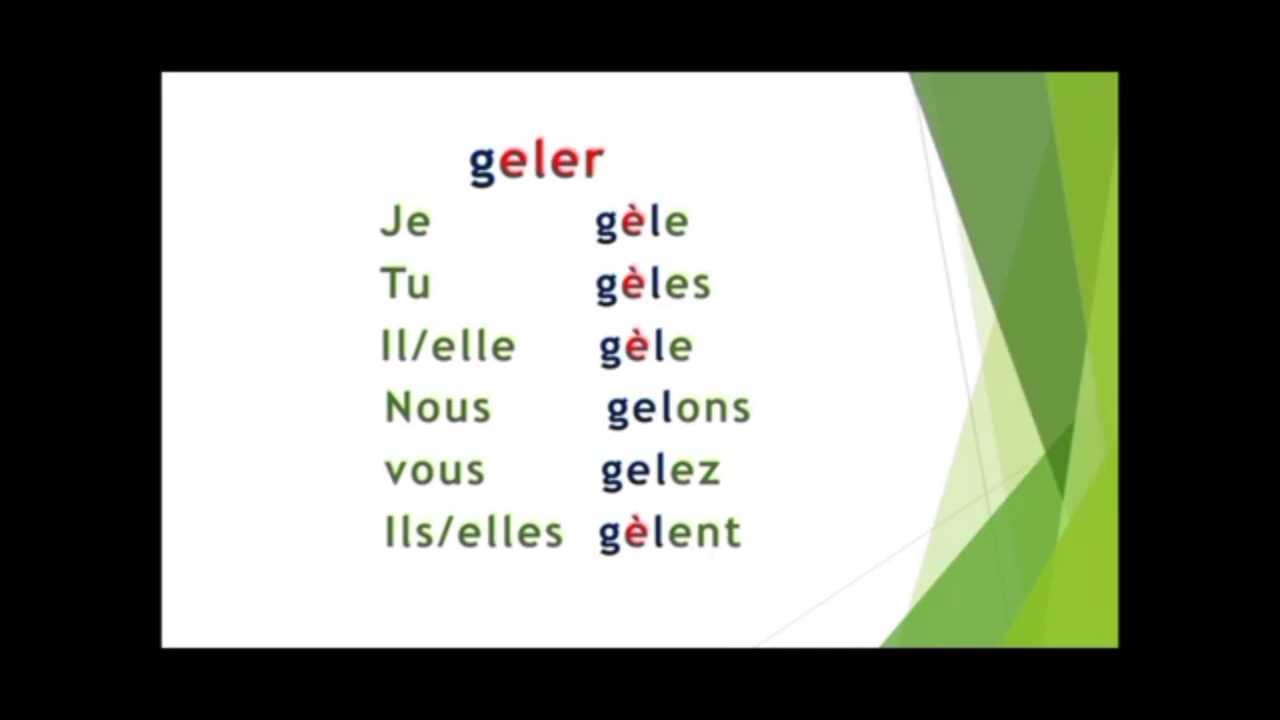 geler
Je gèle
Tu gèles
Il/elle gèle
Nous gelons
vous gelez
Ils/elles gèlent